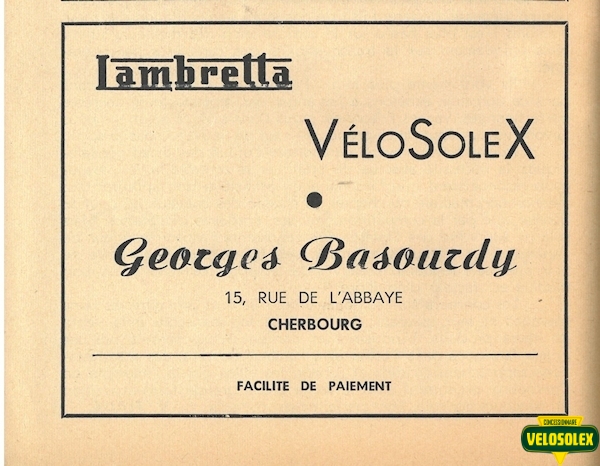 Lambretta
VÉLOSOLEX
Georges Basourdy
15, RUE DE L'ABBAYE
CHERBOURG
FACILITE DE PAIEMENT
CONCESSIONNAIRE
VELOSOLEX